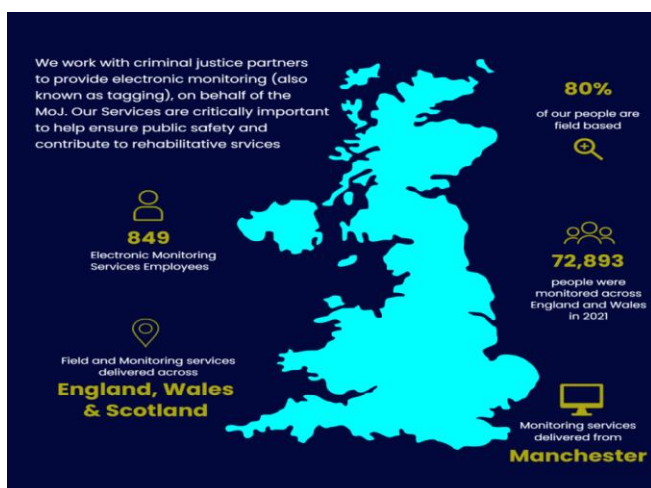 We work with criminal justice partners
to provide electronic monitoring (also
known as tagging), on behalf of the
MoJ. Our Services are critically important
to help ensure public safety and
contribute to rehabilitative srvices
80%
of our people are
field based
849
Electronic Monitoring
Services Employees
72,893
people were
monitored across
England and Wales
in 2021
Field and Monitoring services
delivered across
England, Wales
& Scotland
Monitoring services
delivered from
Manchester